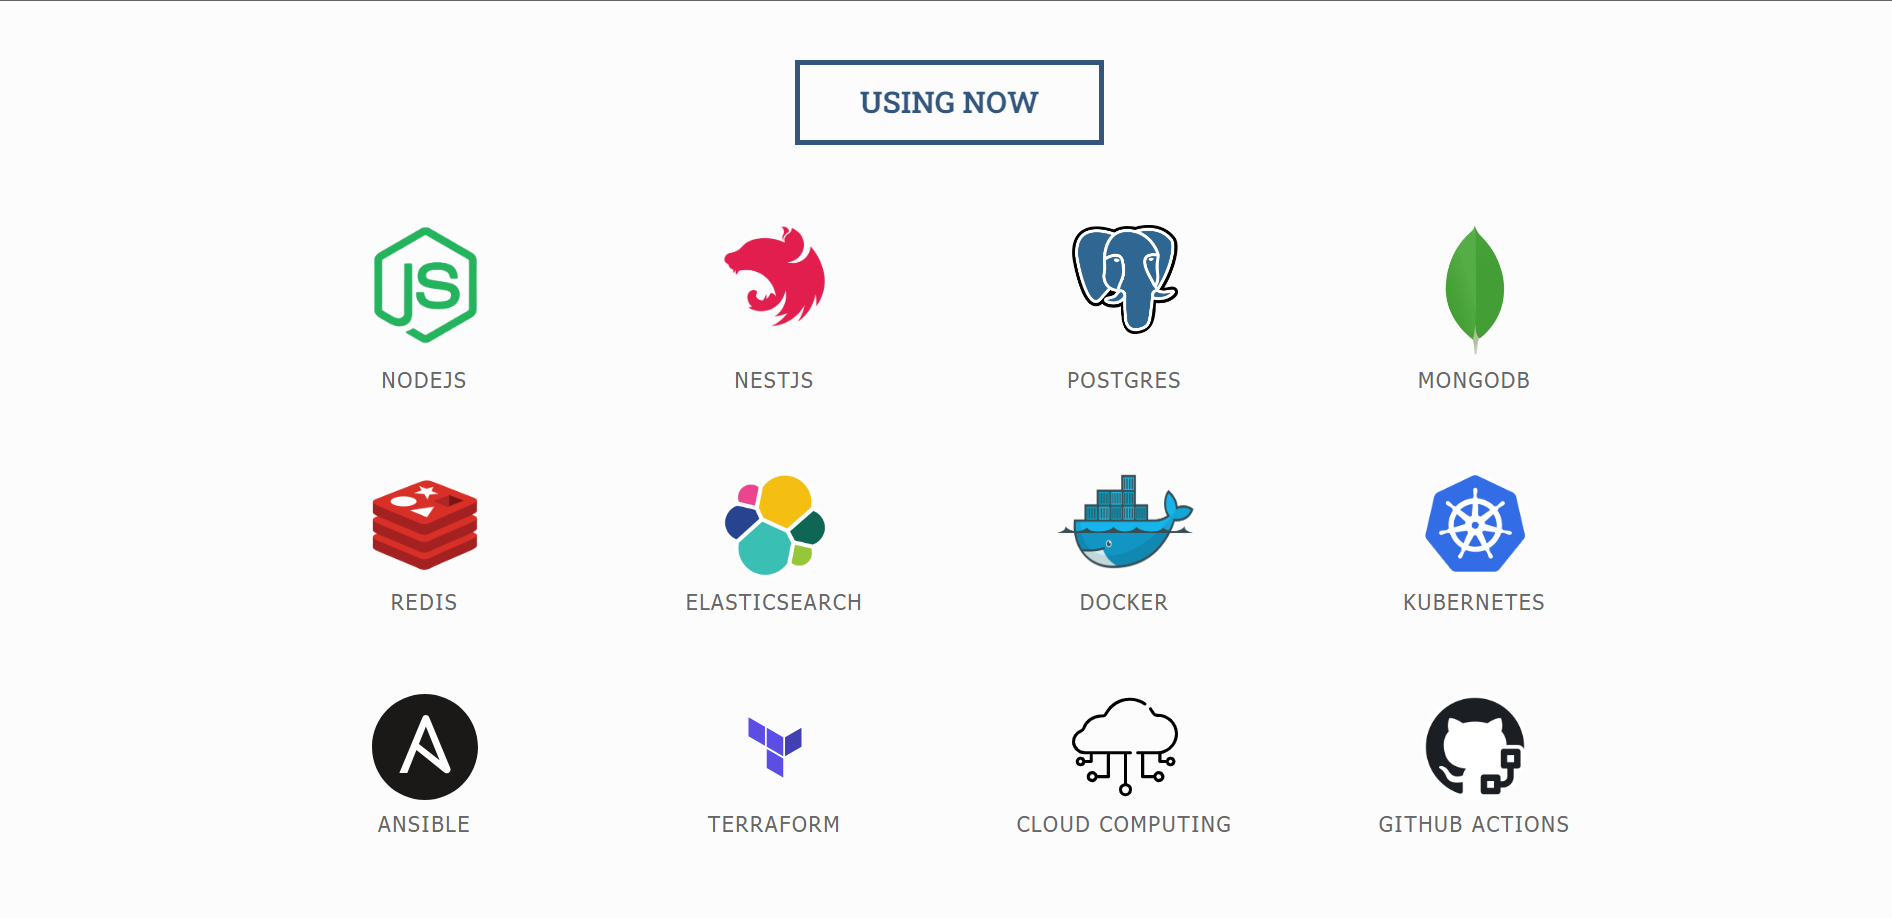 USING NOW
JS
NODEJS
NESTJS
POSTGRES
MONGODB
REDIS
ELASTICSEARCH
DOCKER
KUBERNETES
ANSIBLE
TERRAFORM
CLOUD COMPUTING
GITHUB ACTIONS